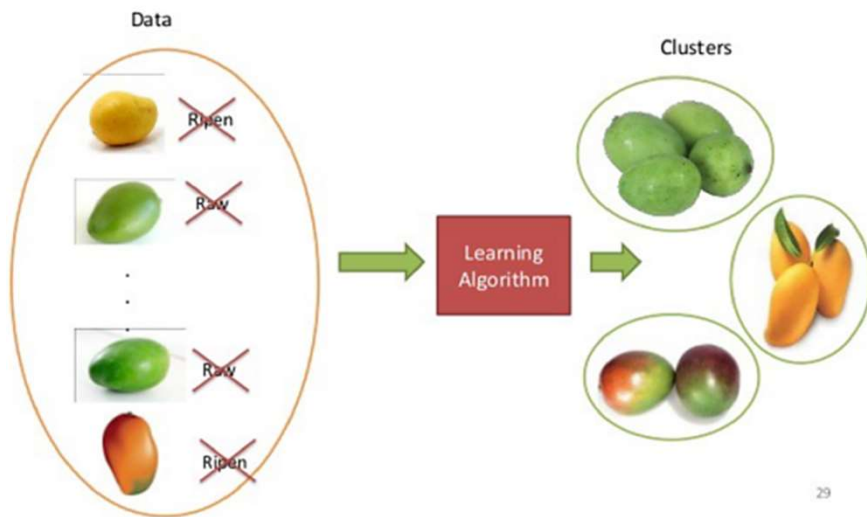 Data
Ripen
Raw
.
.
.
Raw
Ripen
Learning
Algorithm
Clusters
29